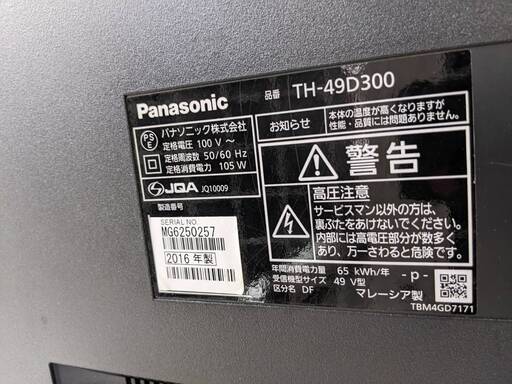 Panasonic
品番 TH-49D300
PS
E
パナソニック株式会社
定格電圧 100 V ～
定格周波数 50/60 Hz
定格消費電力 105 W
JQA JQ10009
製造番号
SERIAL NO.
MG6250257
2016 年製
お知らせ
本体の温度が高くなりますが
性能・品質には問題ありません
警告
高圧注意
サービスマン以外の方は、
裏ぶたをあけないでください。
内部には高電圧部分が数多く
あり、万一さわると危険です。
年間消費電力量 65 kWh/年
受信機型サイズ 49 V型
区分名 DF
-p-
マレーシア製
TBM4GD7171